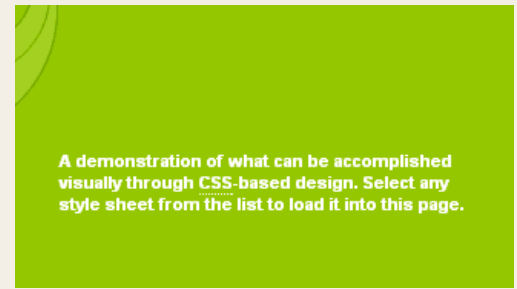 A demonstration of what can be accomplished
visually through CSS-based design. Select any
style sheet from the list to load it into this page.